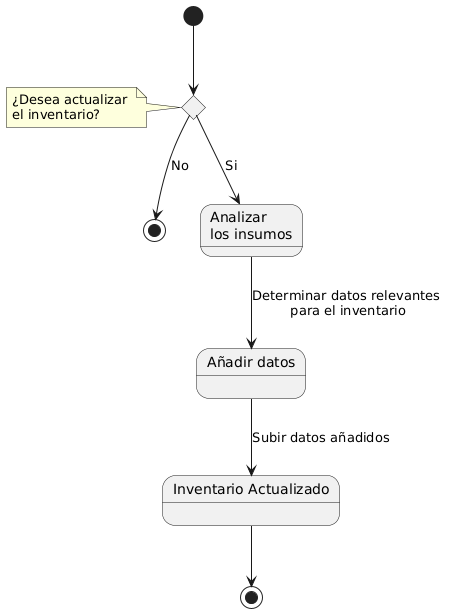 ¿Desea actualizar
el inventario?
No
Si
Analizar
los insumos
Determinar datos relevantes
para el inventario
Añadir datos
Subir datos añadidos
Inventario Actualizado